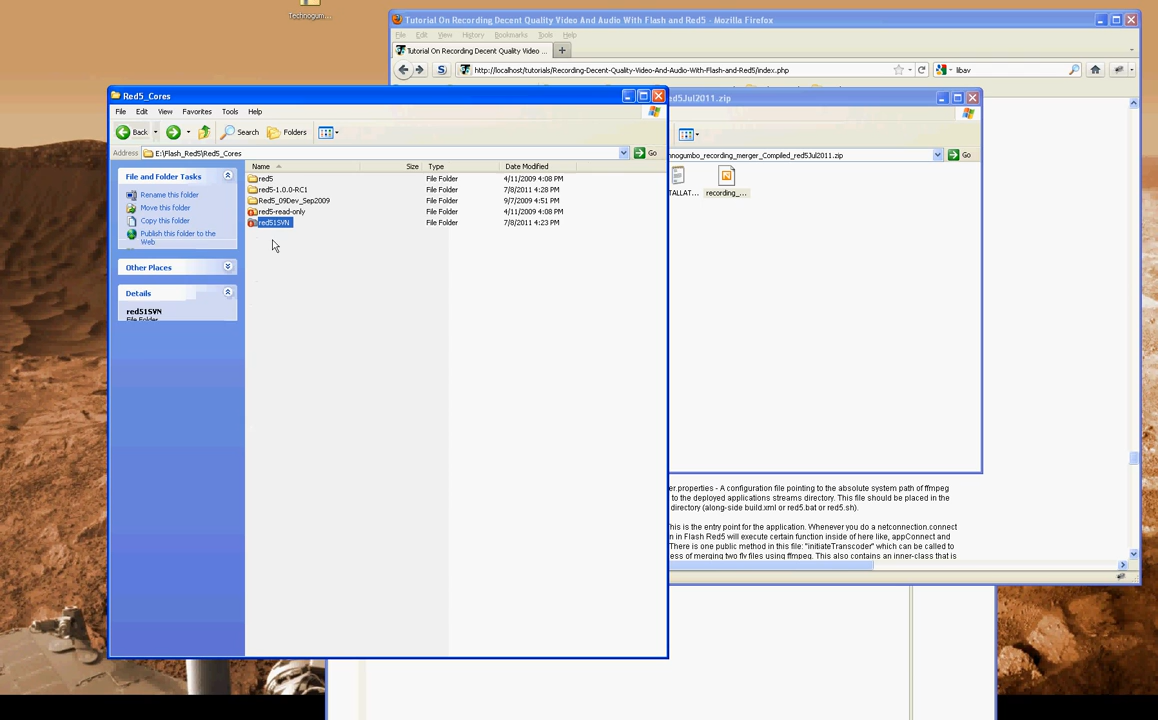 Technogum...
Tutorial On Recording Decent Quality Video And Audio With Flash and Red5 - Mozilla Firefox
File Edit View History Bookmarks Tools Help
Tutorial On Recording Decent Quality Video ...
http://localhost/tutorials/Recording-Decent-Quality-Video-And-Audio-With-Flash-and-Red5/index.php
libav
Red5_Cores
ed5Jul2011.zip
File Edit View Favorites Tools Help
Back Search Folders
Address E:\Flash_Red5\Red5_Cores Go
hnogumbo_recording_merger_Compiled_red5Jul2011.zip Go
Name Size Type Date Modified
File and Folder Tasks
Rename this folder
Move this folder
Copy this folder
Publish this folder to the
Web
Other Places
Details
red51SVN
File Folder
red5 File Folder 4/11/2009 4:08 PM
red5-1.0.0-RC1 File Folder 7/8/2011 4:28 PM
Red5_09Dev_Sep2009 File Folder 9/7/2009 4:51 PM
red5-read-only File Folder 4/11/2009 4:08 PM
red51SVN File Folder 7/8/2011 4:23 PM
TALLAT... recording_...
er.properties - A configuration file pointing to the absolute system path of ffmpeg
to the deployed applications streams directory. This file should be placed in the
directory (along-side build.xml or red5.bat or red5.sh).
his is the entry point for the application. Whenever you do a netconnection.connect
n in Flash Red5 will execute certain function inside of here like, appConnect and
There is one public method in this file: "initiateTranscoder" which can be called to
ess of merging two flv files using ffmpeg. This also contains an inner-class that is